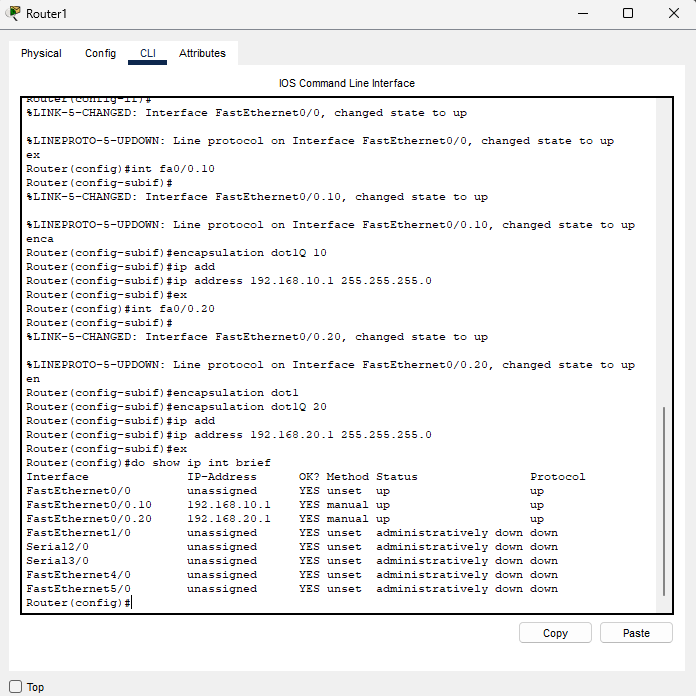 Router1
Physical Config CLI Attributes
IOS Command Line Interface
Router(config-if)#
%LINK-5-CHANGED: Interface FastEthernet0/0, changed state to up
%LINEPROTO-5-UPDOWN: Line protocol on Interface FastEthernet0/0, changed state to up
ex
Router(config)#int fa0/0.10
Router(config-subif)#
%LINK-5-CHANGED: Interface FastEthernet0/0.10, changed state to up
%LINEPROTO-5-UPDOWN: Line protocol on Interface FastEthernet0/0.10, changed state to up
enca
Router(config-subif)#encapsulation dot1Q 10
Router(config-subif)#ip add
Router(config-subif)#ip address 192.168.10.1 255.255.255.0
Router(config-subif)#ex
Router(config)#int fa0/0.20
Router(config-subif)#
%LINK-5-CHANGED: Interface FastEthernet0/0.20, changed state to up
%LINEPROTO-5-UPDOWN: Line protocol on Interface FastEthernet0/0.20, changed state to up
en
Router(config-subif)#encapsulation dot1
Router(config-subif)#encapsulation dot1Q 20
Router(config-subif)#ip add
Router(config-subif)#ip address 192.168.20.1 255.255.255.0
Router(config-subif)#ex
Router(config)#do show ip int brief
Interface IP-Address OK? Method Status Protocol
FastEthernet0/0 unassigned YES unset up up
FastEthernet0/0.10 192.168.10.1 YES manual up up
FastEthernet0/0.20 192.168.20.1 YES manual up up
FastEthernet1/0 unassigned YES unset administratively down down
Serial2/0 unassigned YES unset administratively down down
Serial3/0 unassigned YES unset administratively down down
FastEthernet4/0 unassigned YES unset administratively down down
FastEthernet5/0 unassigned YES unset administratively down down
Router(config)#
Copy Paste
Top